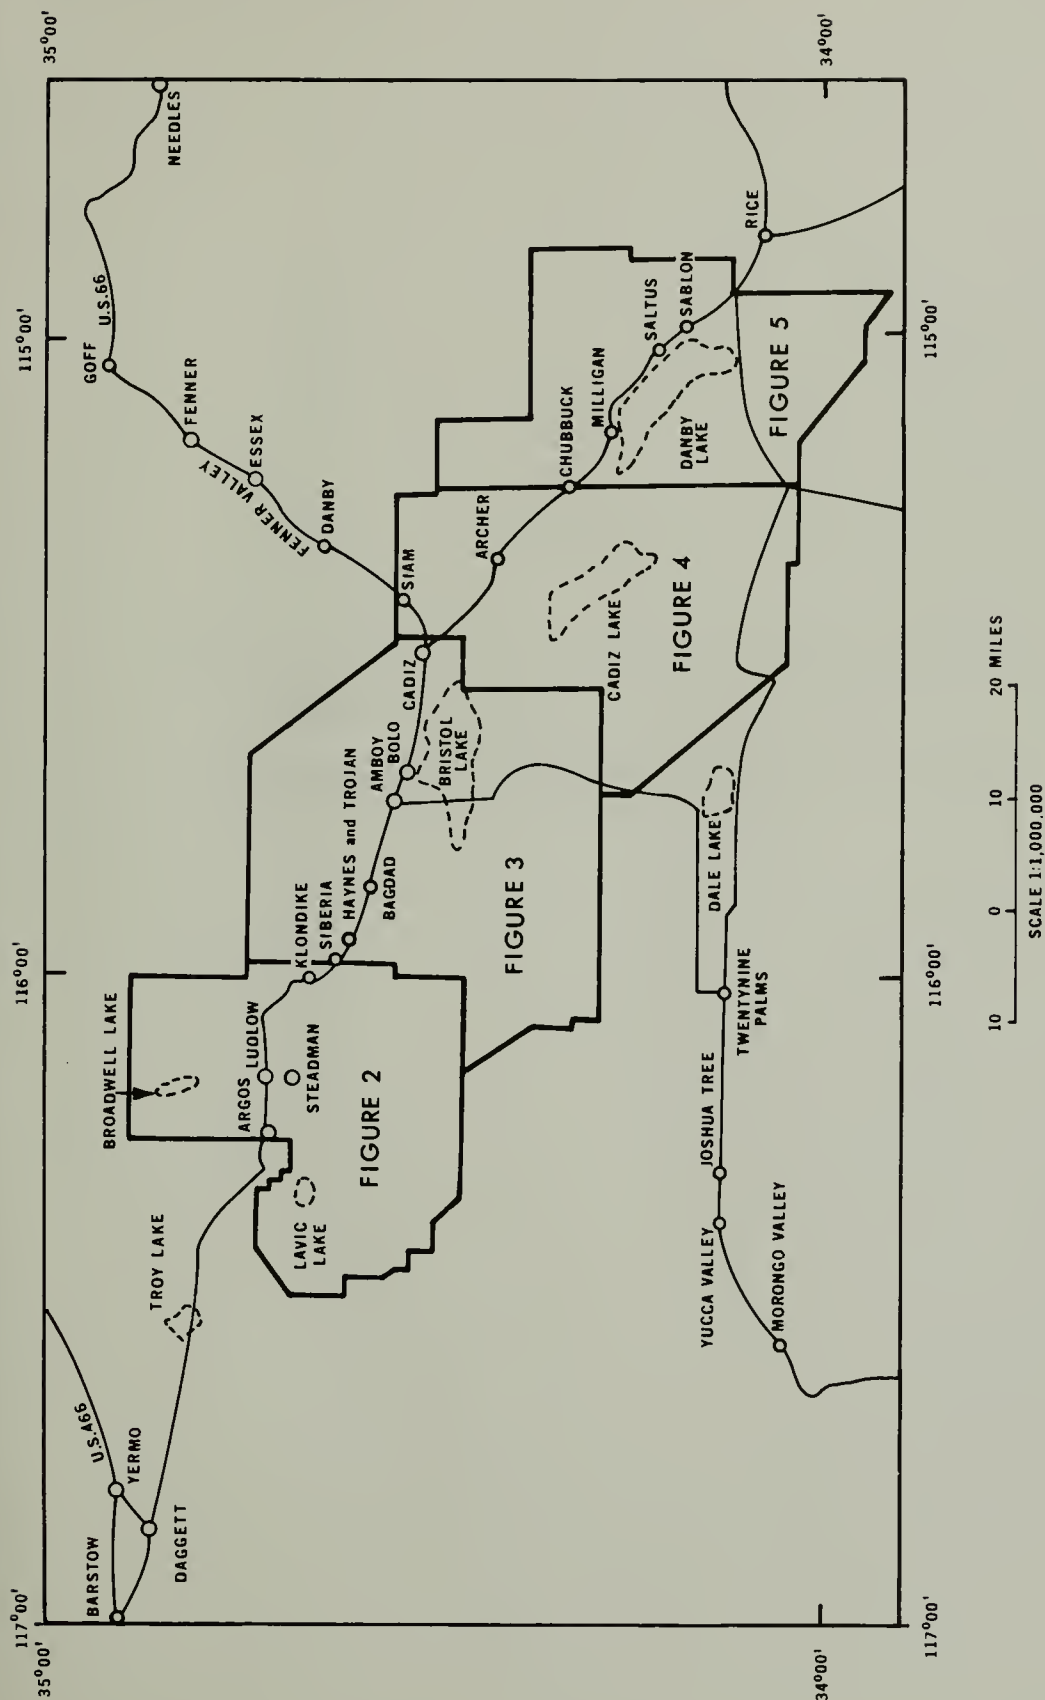 117°00'
116°00'
115°00'
35°00'
35°00'
U.S.A66
BARSTOW
YERMO
DAGGETT
TROY LAKE
BROADWELL LAKE
ARGOS
LUDLOW
STEADMAN
LAVIC
LAKE
FIGURE 2
KLONDIKE
SIBERIA
HAYNES and TROJAN
BAGDAD
AMBOY
BOLO
BRISTOL
LAKE
CADIZ
FIGURE 3
SIAM
DANBY
FENNER VALLEY
ESSEX
FENNER
GOFF
U.S.66
NEEDLES
ARCHER
CHUBBUCK
MILLIGAN
SALTUS
SABLON
DANBY
LAKE
CADIZ LAKE
FIGURE 4
FIGURE 5
RICE
DALE LAKE
TWENTYNINE
PALMS
JOSHUA TREE
YUCCA VALLEY
MORONGO VALLEY
34°00'
34°00'
117°00'
116°00'
115°00'
10 0 10 20 MILES
SCALE 1:1,000,000